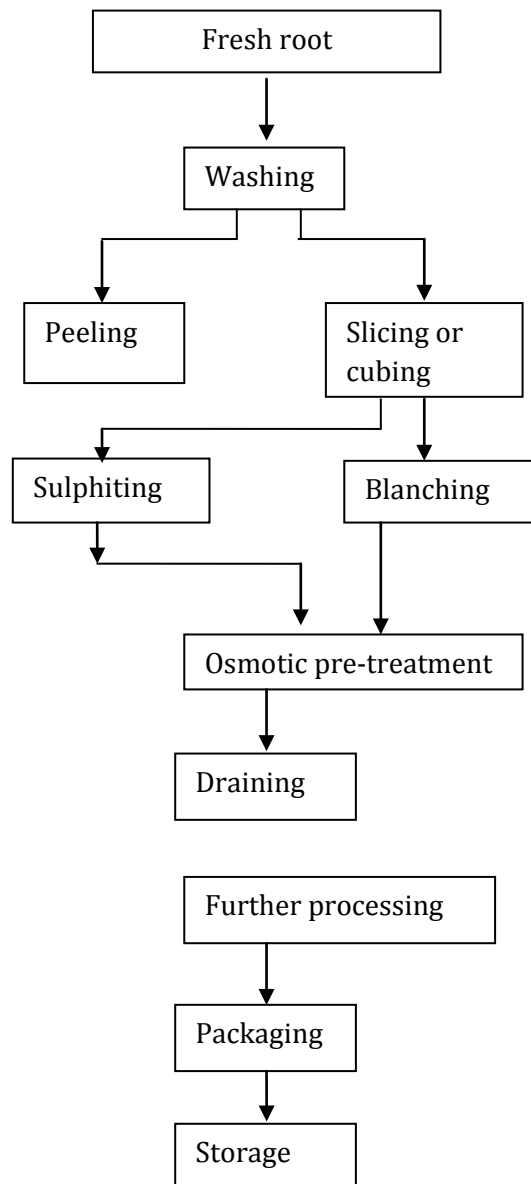 Fresh root
Washing
Peeling
Slicing or
cubing
Sulphiting
Blanching
Osmotic pre-treatment
Draining
Further processing
Packaging
Storage